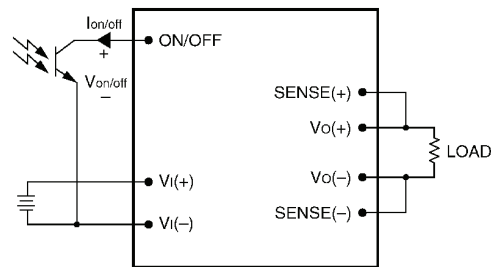 Ion/off
+
ON/OFF
Von/off
–
SENSE(+)
VO(+)
LOAD
VO(–)
SENSE(–)
VI(+)
VI(–)